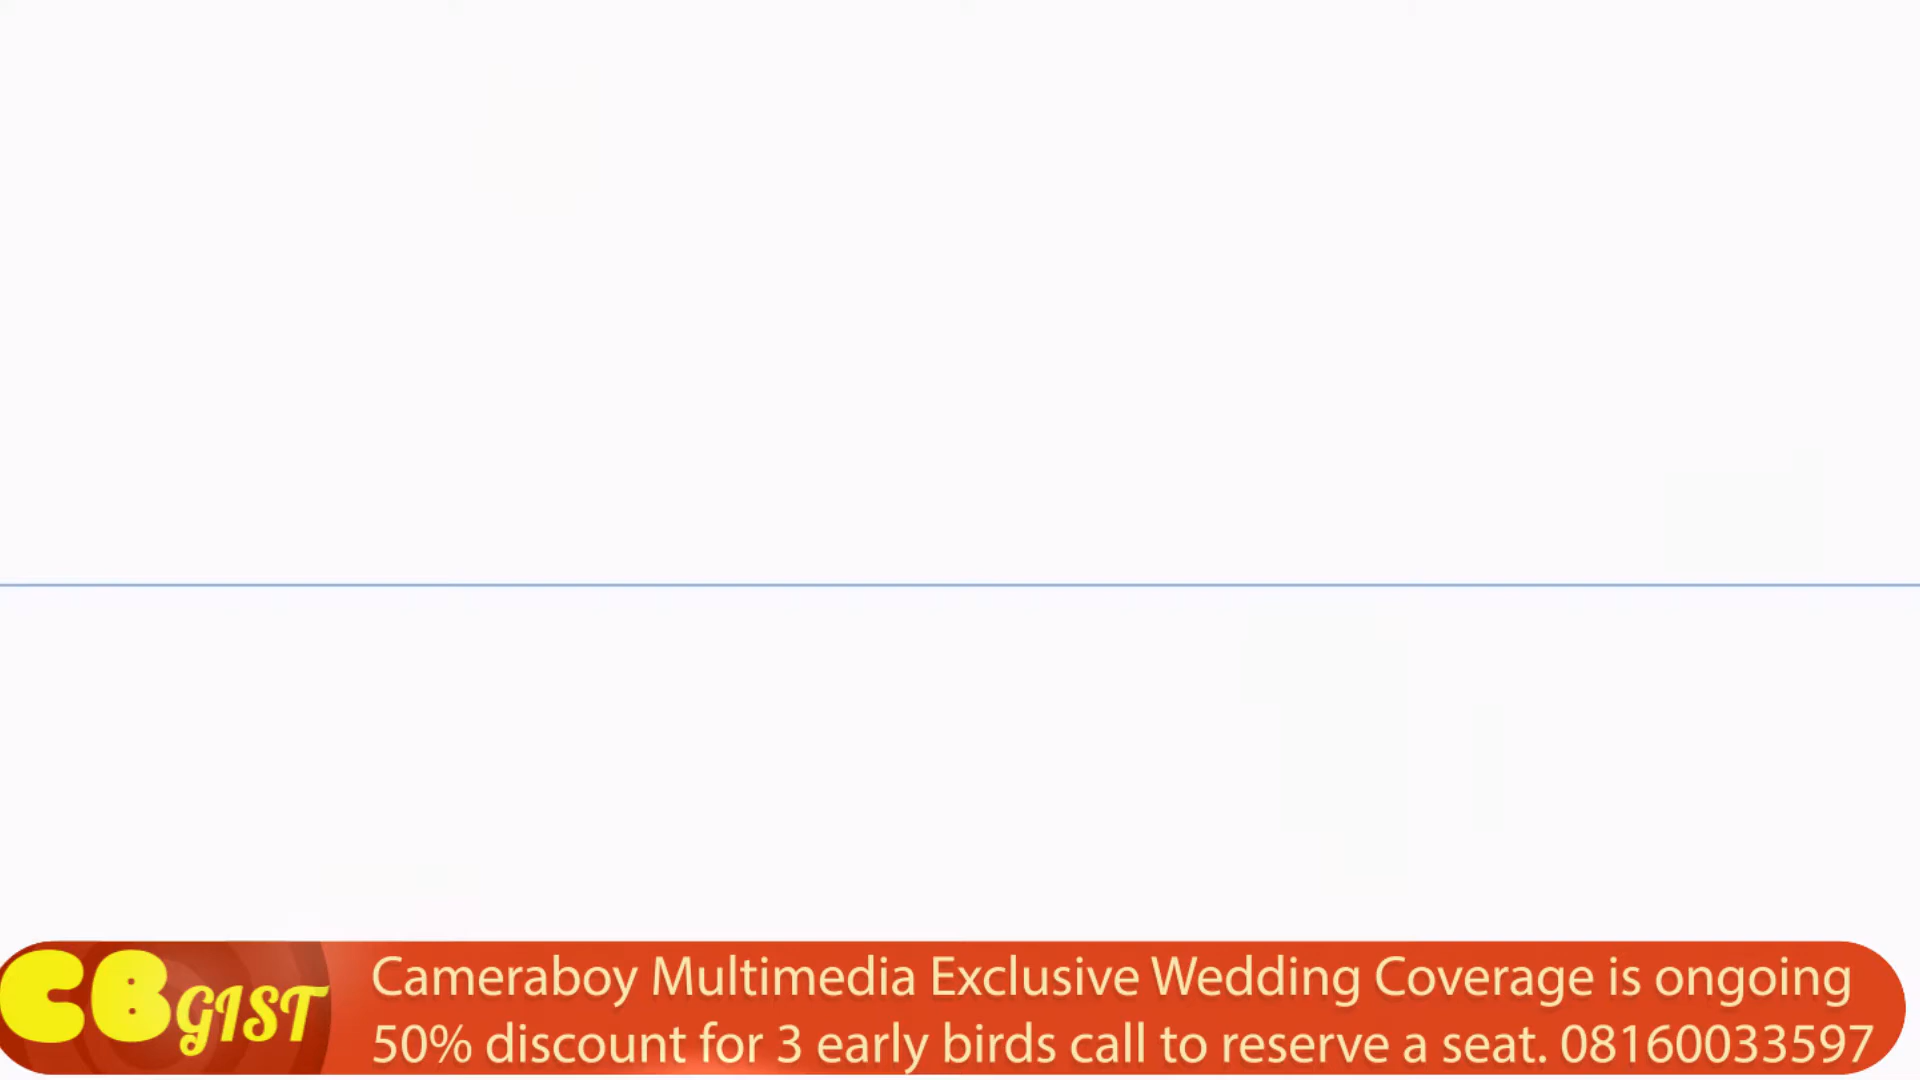 CB GIST
Cameraboy Multimedia Exclusive Wedding Coverage is ongoing
50% discount for 3 early birds call to reserve a seat. 08160033597